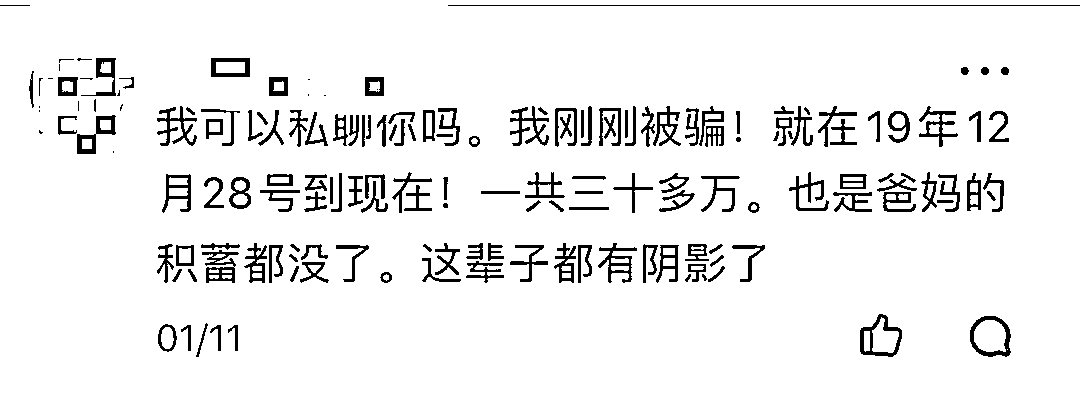 我可以私聊你吗。我刚刚被骗！就在19年12
月28号到现在！一共三十多万。也是爸妈的
积蓄都没了。这辈子都有阴影了
01/11